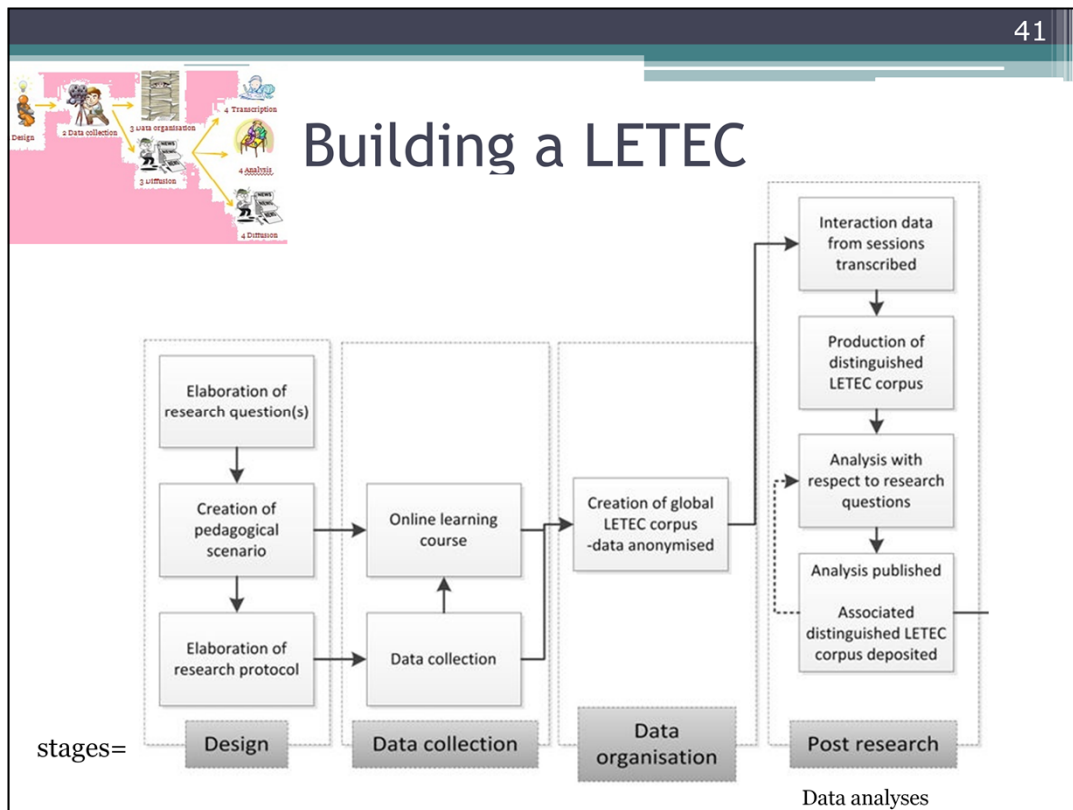 41
Design
2 Data collection
3 Data organisation
3 Diffusion
4 Transcription
4 Analysis
4 Diffusion
NEWS
NEWS
Building a LETEC
Elaboration of
research question(s)
Creation of
pedagogical
scenario
Elaboration of
research protocol
Online learning
course
Data collection
Creation of global
LETEC corpus
-data anonymised
Interaction data
from sessions
transcribed
Production of
distinguished
LETEC corpus
Analysis with
respect to research
questions
Analysis published
Associated
distinguished LETEC
corpus deposited
stages=
Design
Data collection
Data
organisation
Post research
Data analyses